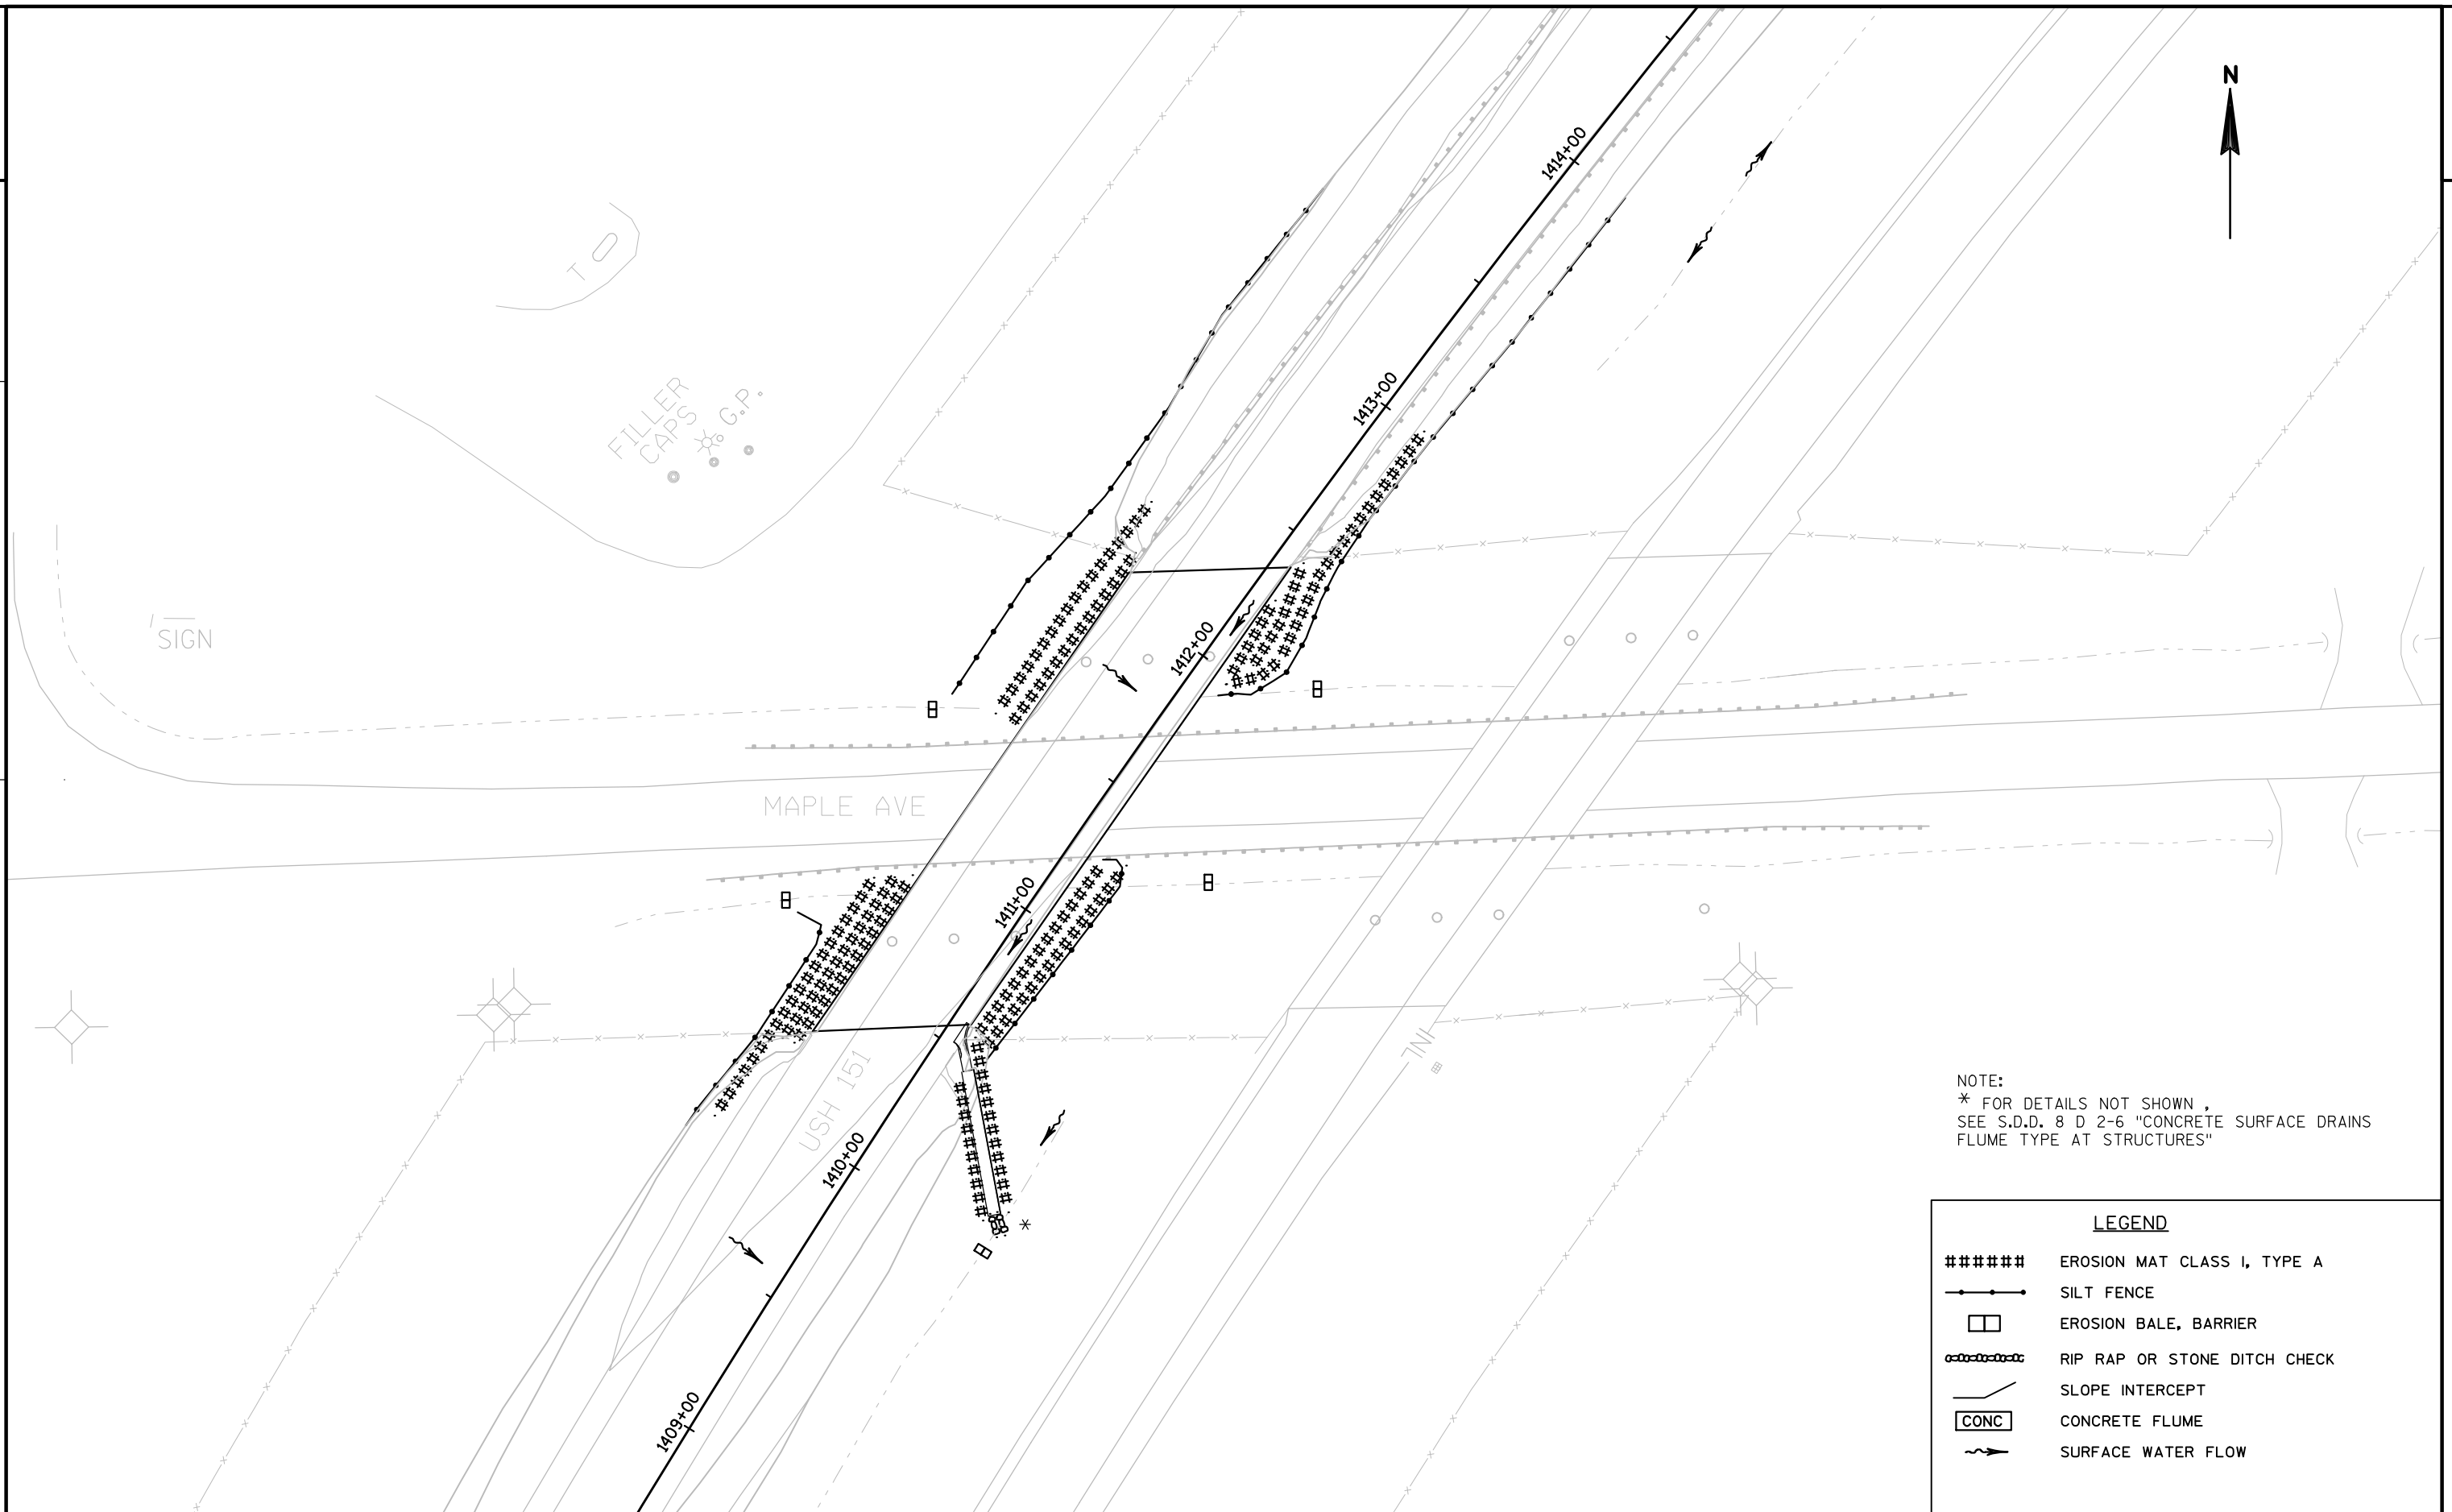 N
1414+00
T
FILLER
CAPS
G.P.
1413+00
SIGN
1412+00
MAPLE AVE
1411+00
INL
USH 151
1410+00
*
1409+00
NOTE:
* FOR DETAILS NOT SHOWN ,
SEE S.D.D. 8 D 2-6 "CONCRETE SURFACE DRAINS
FLUME TYPE AT STRUCTURES"
LEGEND
EROSION MAT CLASS I, TYPE A
SILT FENCE
EROSION BALE, BARRIER
RIP RAP OR STONE DITCH CHECK
SLOPE INTERCEPT
CONC CONCRETE FLUME
SURFACE WATER FLOW